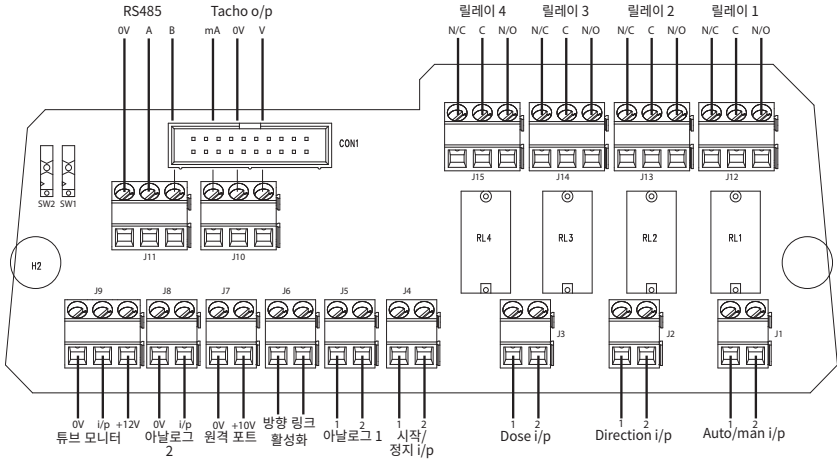 RS485 Tacho o/p 릴레이 4 릴레이 3 릴레이 2 릴레이 1
0V A B mA 0V V N/C C N/O N/C C N/O N/C C N/O N/C C N/O
CON1
J15 J14 J13 J12
SW2 SW1
RL4 RL3 RL2 RL1
J11 J10
H2
J9 J8 J7 J6 J5 J4
J3 J2 J1
0V i/p +12V 0V i/p 0V +10V 방향 링크 1 2 1 2 1 2 1 2 1 2
튜브 모니터 아날로그 원격 포트 활성화 아날로그 1 시작/ Dose i/p Direction i/p Auto/man i/p
2 정지 i/p